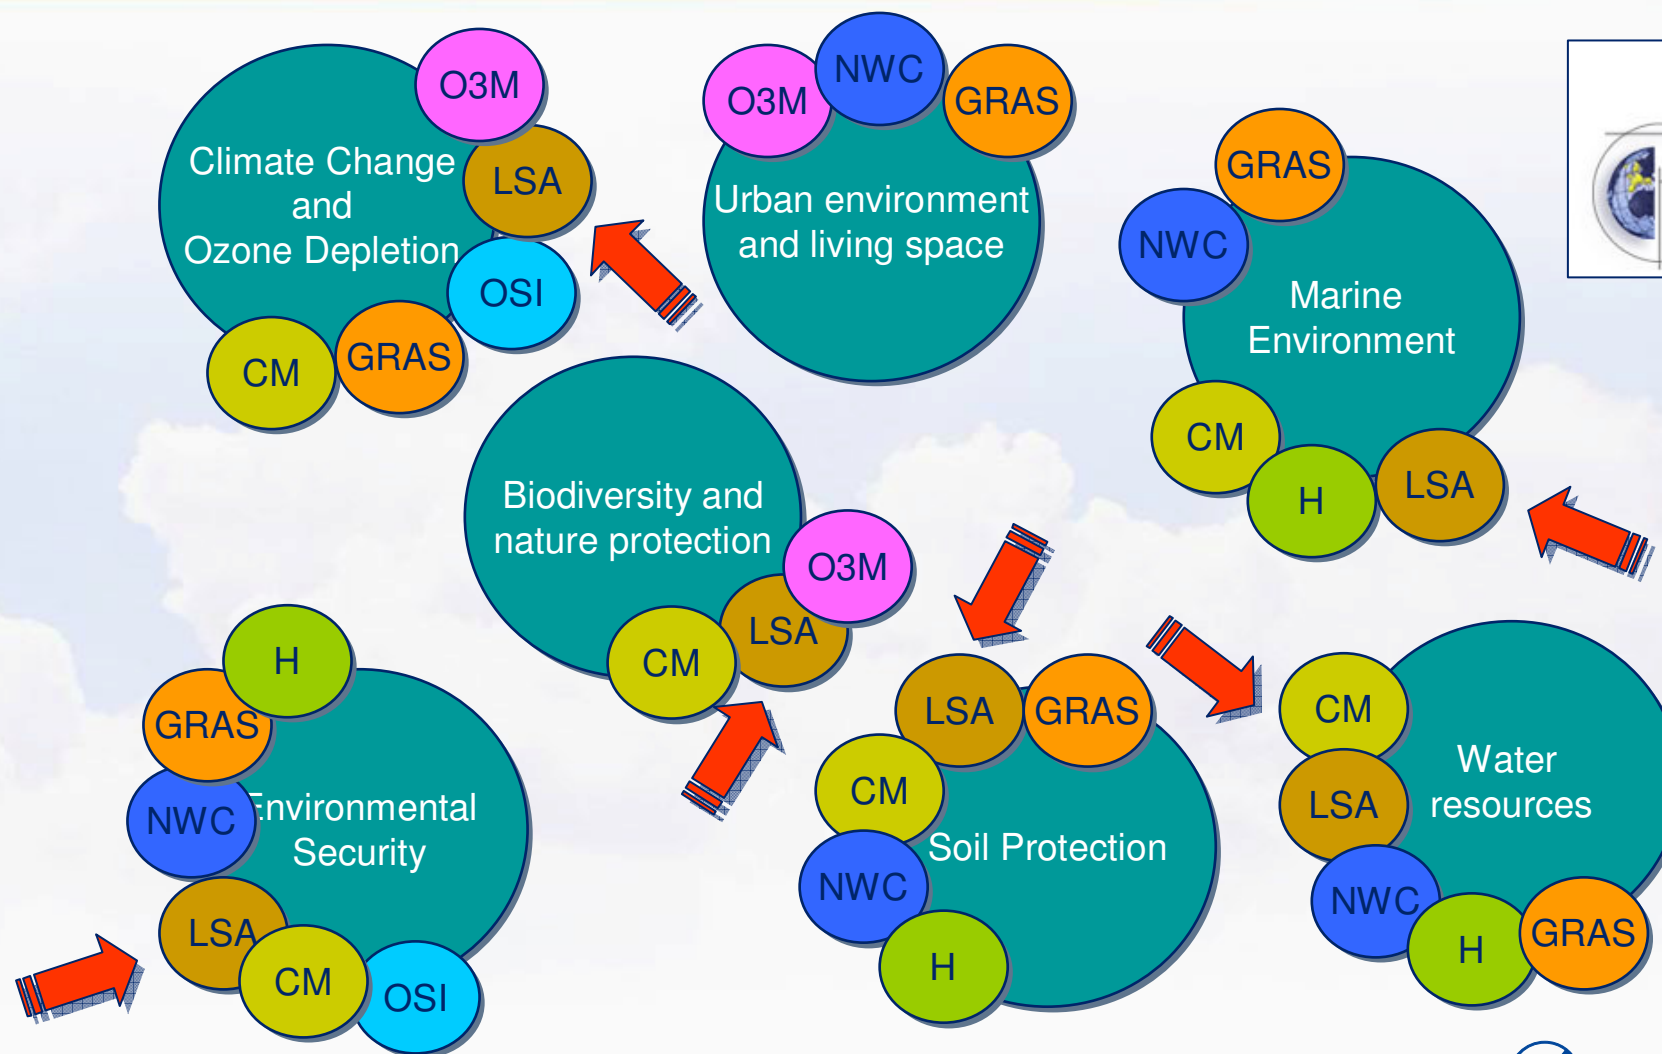 O3M
Climate Change
and
Ozone Depletion
LSA
OSI
GRAS
CM
O3M
NWC
GRAS
Urban environment
and living space
GRAS
NWC
Marine
Environment
CM
H
LSA
Biodiversity and
nature protection
O3M
LSA
CM
H
GRAS
NWC
Environmental
Security
LSA
CM
OSI
LSA
GRAS
CM
NWC
Soil Protection
H
CM
LSA
Water
resources
NWC
H
GRAS